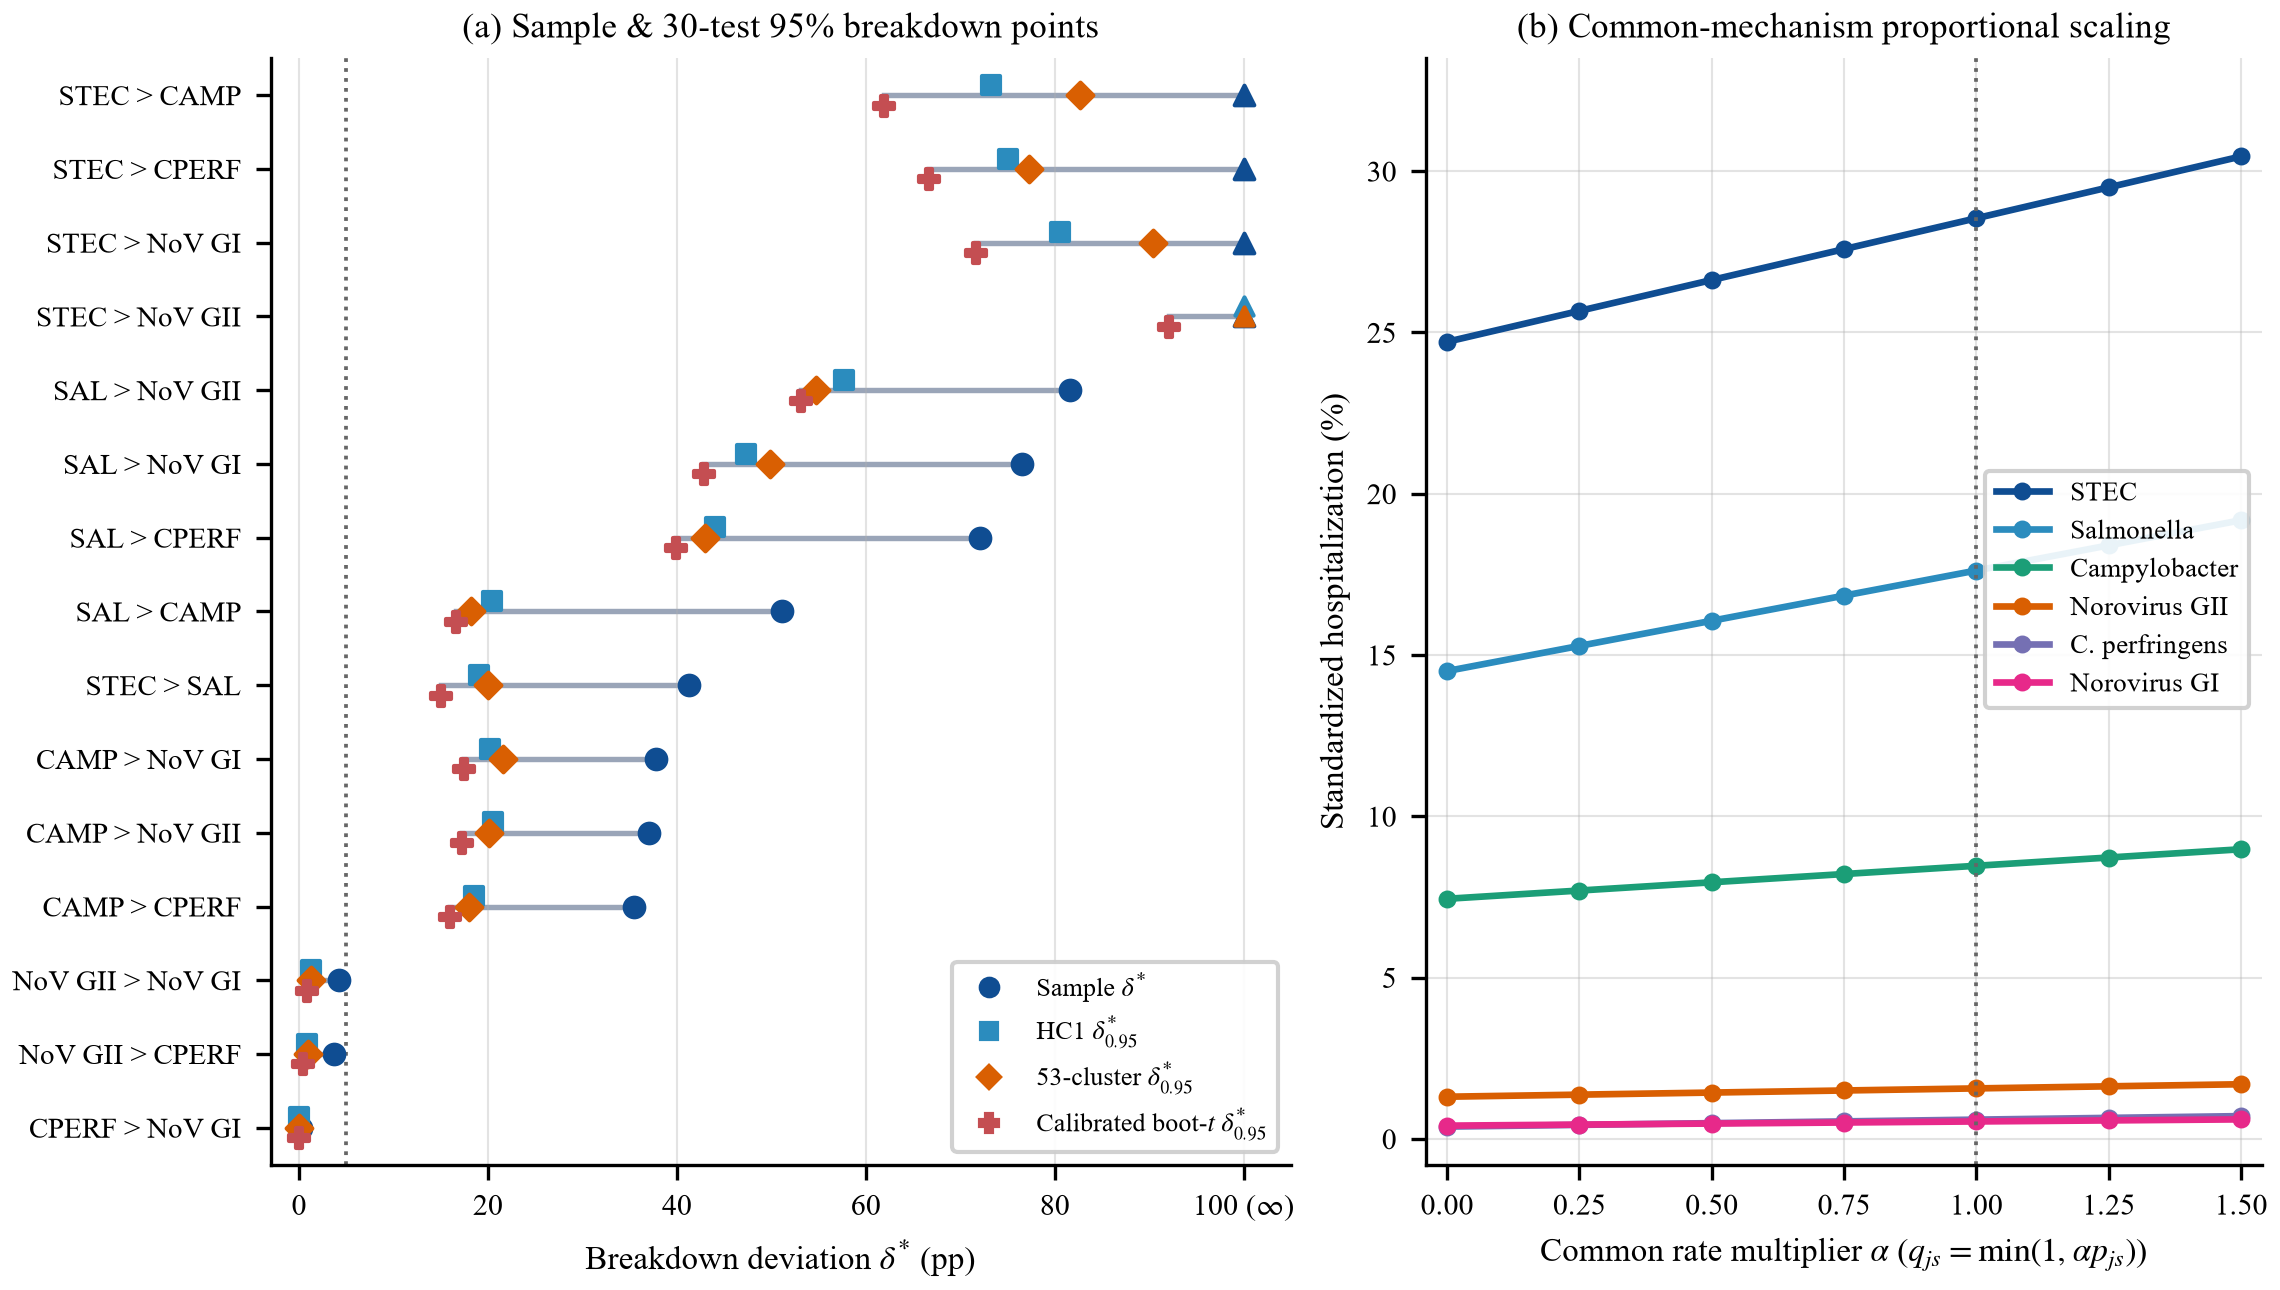 (a) Sample & 30-test 95% breakdown points
STEC > CAMP
STEC > CPERF
STEC > NoV GI
STEC > NoV GII
SAL > NoV GII
SAL > NoV GI
SAL > CPERF
SAL > CAMP
STEC > SAL
CAMP > NoV GI
CAMP > NoV GII
CAMP > CPERF
NoV GII > NoV GI
NoV GII > CPERF
CPERF > NoV GI
Sample δ*
HC1 δ*0.95
53-cluster δ*0.95
Calibrated boot-t δ*0.95
0 20 40 60 80 100 (∞)
Breakdown deviation δ* (pp)
(b) Common-mechanism proportional scaling
Standardized hospitalization (%)
30
25
20
15
10
5
0
STEC
Salmonella
Campylobacter
Norovirus GII
C. perfringens
Norovirus GI
0.00 0.25 0.50 0.75 1.00 1.25 1.50
Common rate multiplier α (qjs = min(1, αpjs))